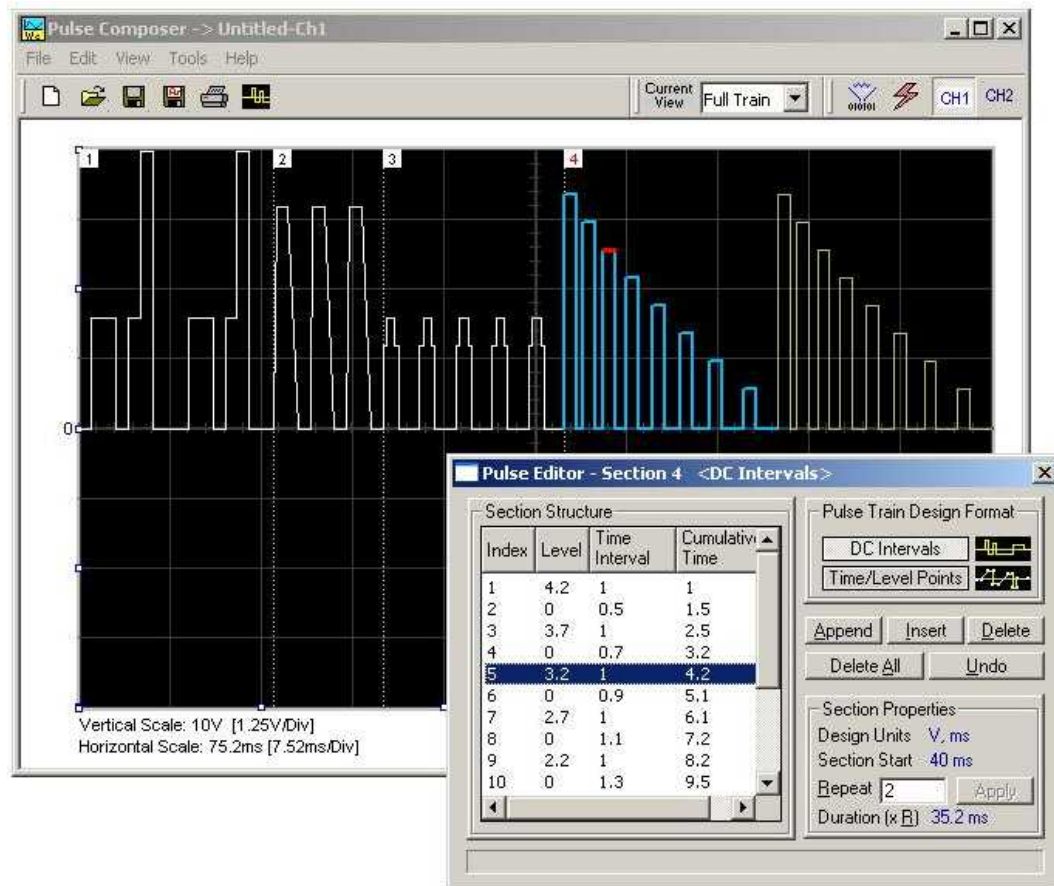 Pulse Composer -> Untitled-Ch1
File Edit View Tools Help
Current View Full Train
010101
CH1 CH2
1 2 3 4
0
Vertical Scale: 10V [1.25V/Div]
Horizontal Scale: 75.2ms [7.52ms/Div]
Pulse Editor - Section 4 <DC Intervals>
Section Structure
Index Level Time Interval Cumulativ Time
1 4.2 1 1
2 0 0.5 1.5
3 3.7 1 2.5
4 0 0.7 3.2
5 3.2 1 4.2
6 0 0.9 5.1
7 2.7 1 6.1
8 0 1.1 7.2
9 2.2 1 8.2
10 0 1.3 9.5
Pulse Train Design Format
DC Intervals
Time/Level Points
Append Insert Delete
Delete All Undo
Section Properties
Design Units V, ms
Section Start 40 ms
Repeat 2 Apply
Duration (x R) 35.2 ms